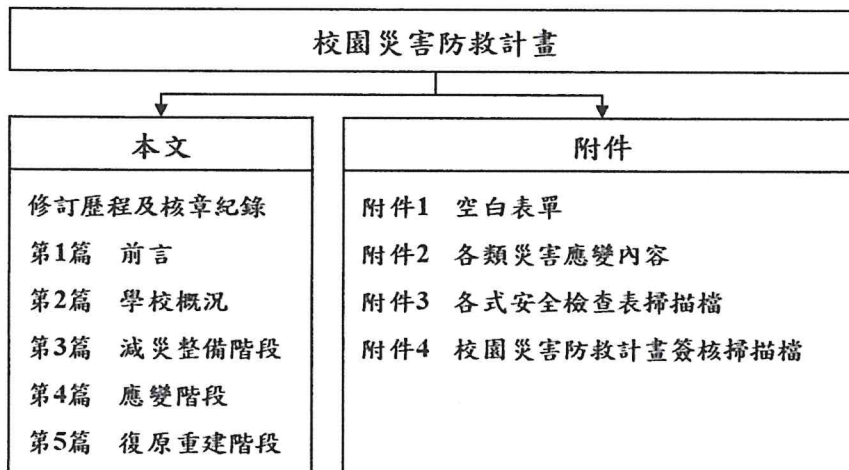 校園災害防救計畫
本文
修訂歷程及核章紀錄
第1篇 前言
第2篇 學校概況
第3篇 減災整備階段
第4篇 應變階段
第5篇 復原重建階段
附件
附件1 空白表單
附件2 各類災害應變內容
附件3 各式安全檢查表掃描檔
附件4 校園災害防救計畫簽核掃描檔